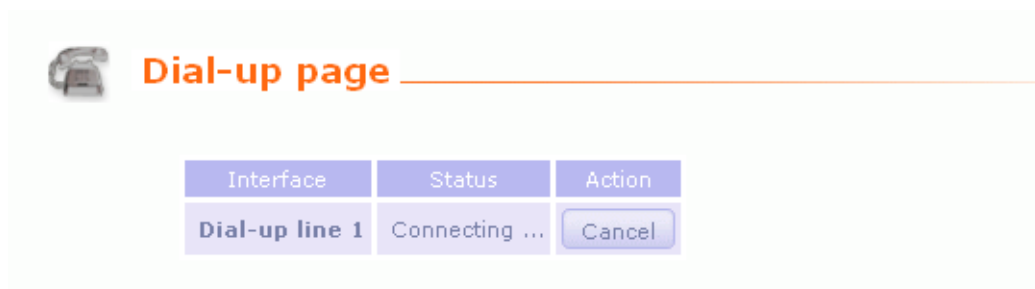 Dial-up page
Interface Status Action
Dial-up line 1 Connecting ... Cancel